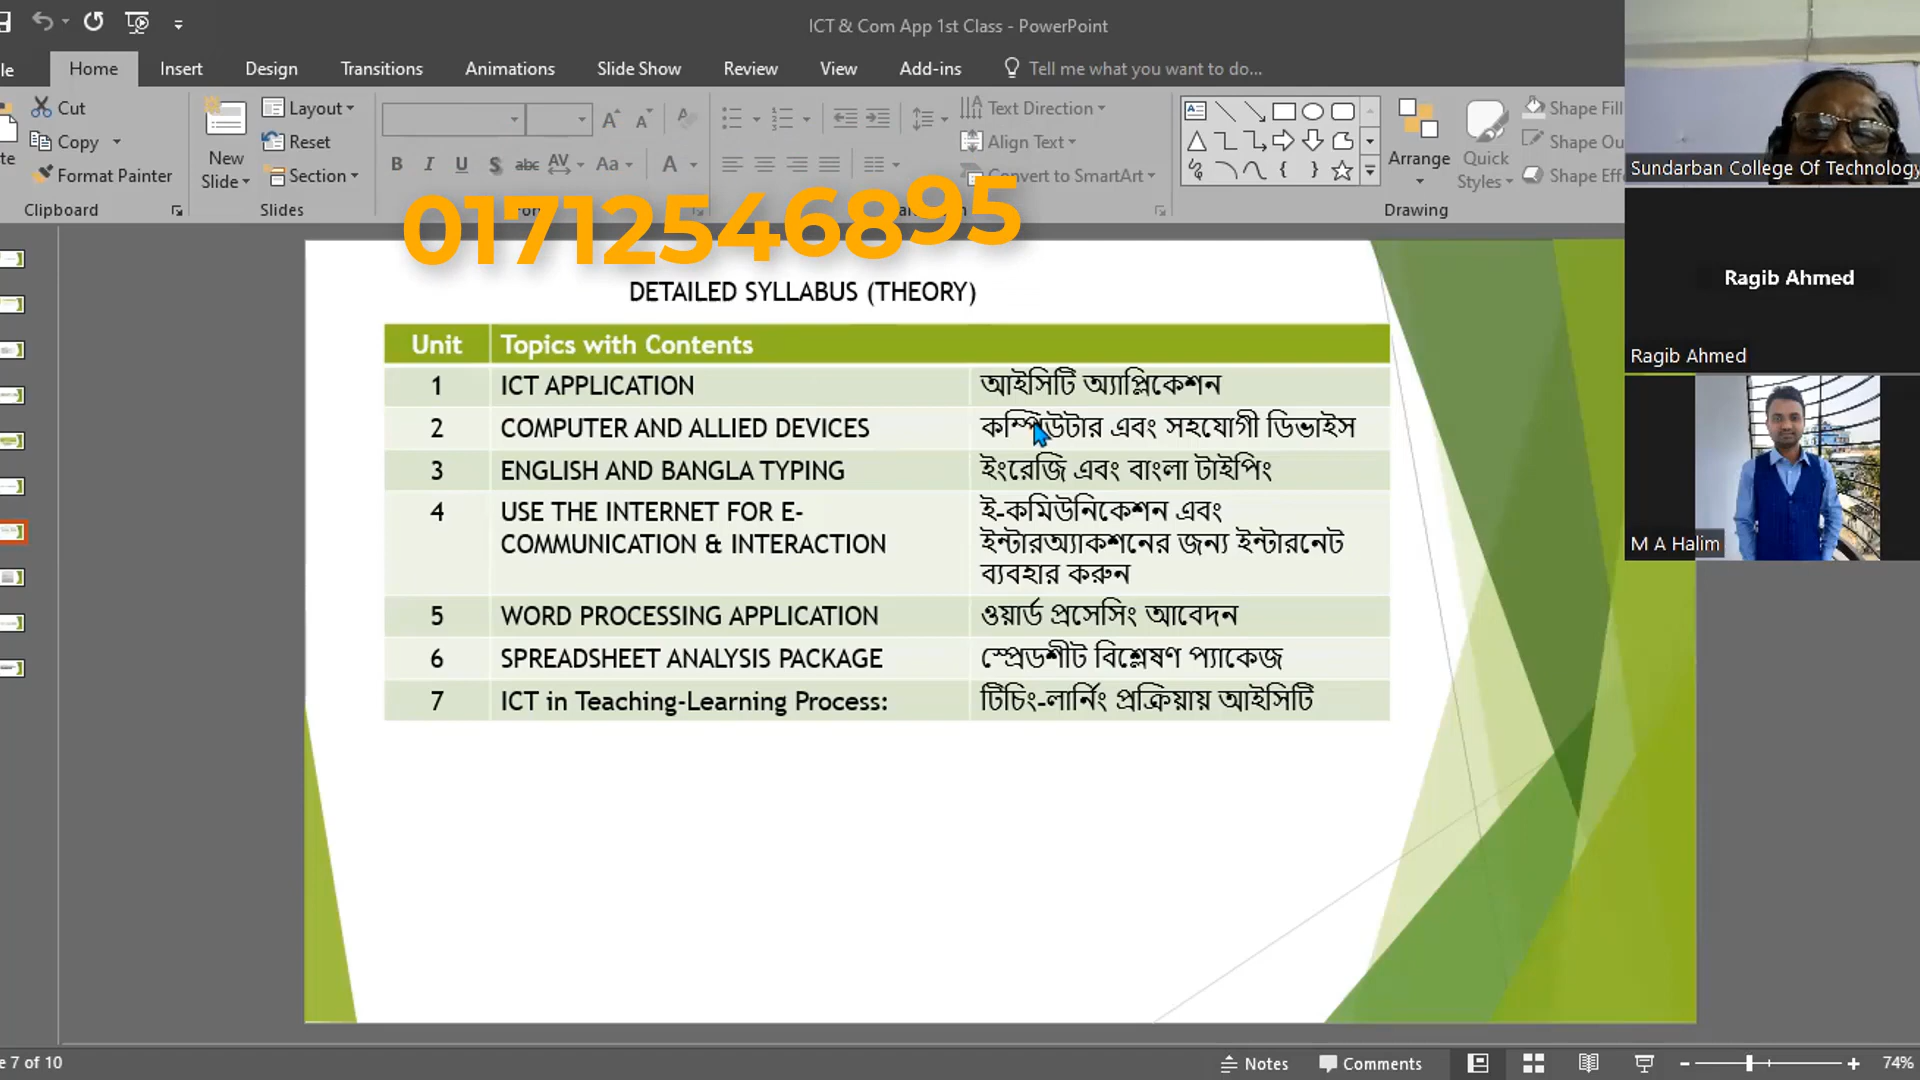 ICT & Com App 1st Class - PowerPoint
Home Insert Design Transitions Animations Slide Show Review View Add-ins Tell me what you want to do...
Cut
Copy
Format Painter
Clipboard
New Slide
Layout
Reset
Section
Slides
Text Direction
Align Text
Convert to SmartArt
Arrange
Quick Styles
Shape Fill
Drawing
01712546895
DETAILED SYLLABUS (THEORY)
Unit Topics with Contents
1 ICT APPLICATION আইসিটি অ্যাপ্লিকেশন
2 COMPUTER AND ALLIED DEVICES কম্পিউটার এবং সহযোগী ডিভাইস
3 ENGLISH AND BANGLA TYPING ইংরেজি এবং বাংলা টাইপিং
4 USE THE INTERNET FOR E- ই-কমিউনিকেশন এবং
COMMUNICATION & INTERACTION ইন্টারঅ্যাকশনের জন্য ইন্টারনেট
ব্যবহার করুন
5 WORD PROCESSING APPLICATION ওয়ার্ড প্রসেসিং আবেদন
6 SPREADSHEET ANALYSIS PACKAGE স্প্রেডশীট বিশ্লেষণ প্যাকেজ
7 ICT in Teaching-Learning Process: টিচিং-লার্নিং প্রক্রিয়ায় আইসিটি
Sundarban College Of Technology
Ragib Ahmed
Ragib Ahmed
M A Halim
7 of 10
Notes Comments 74%